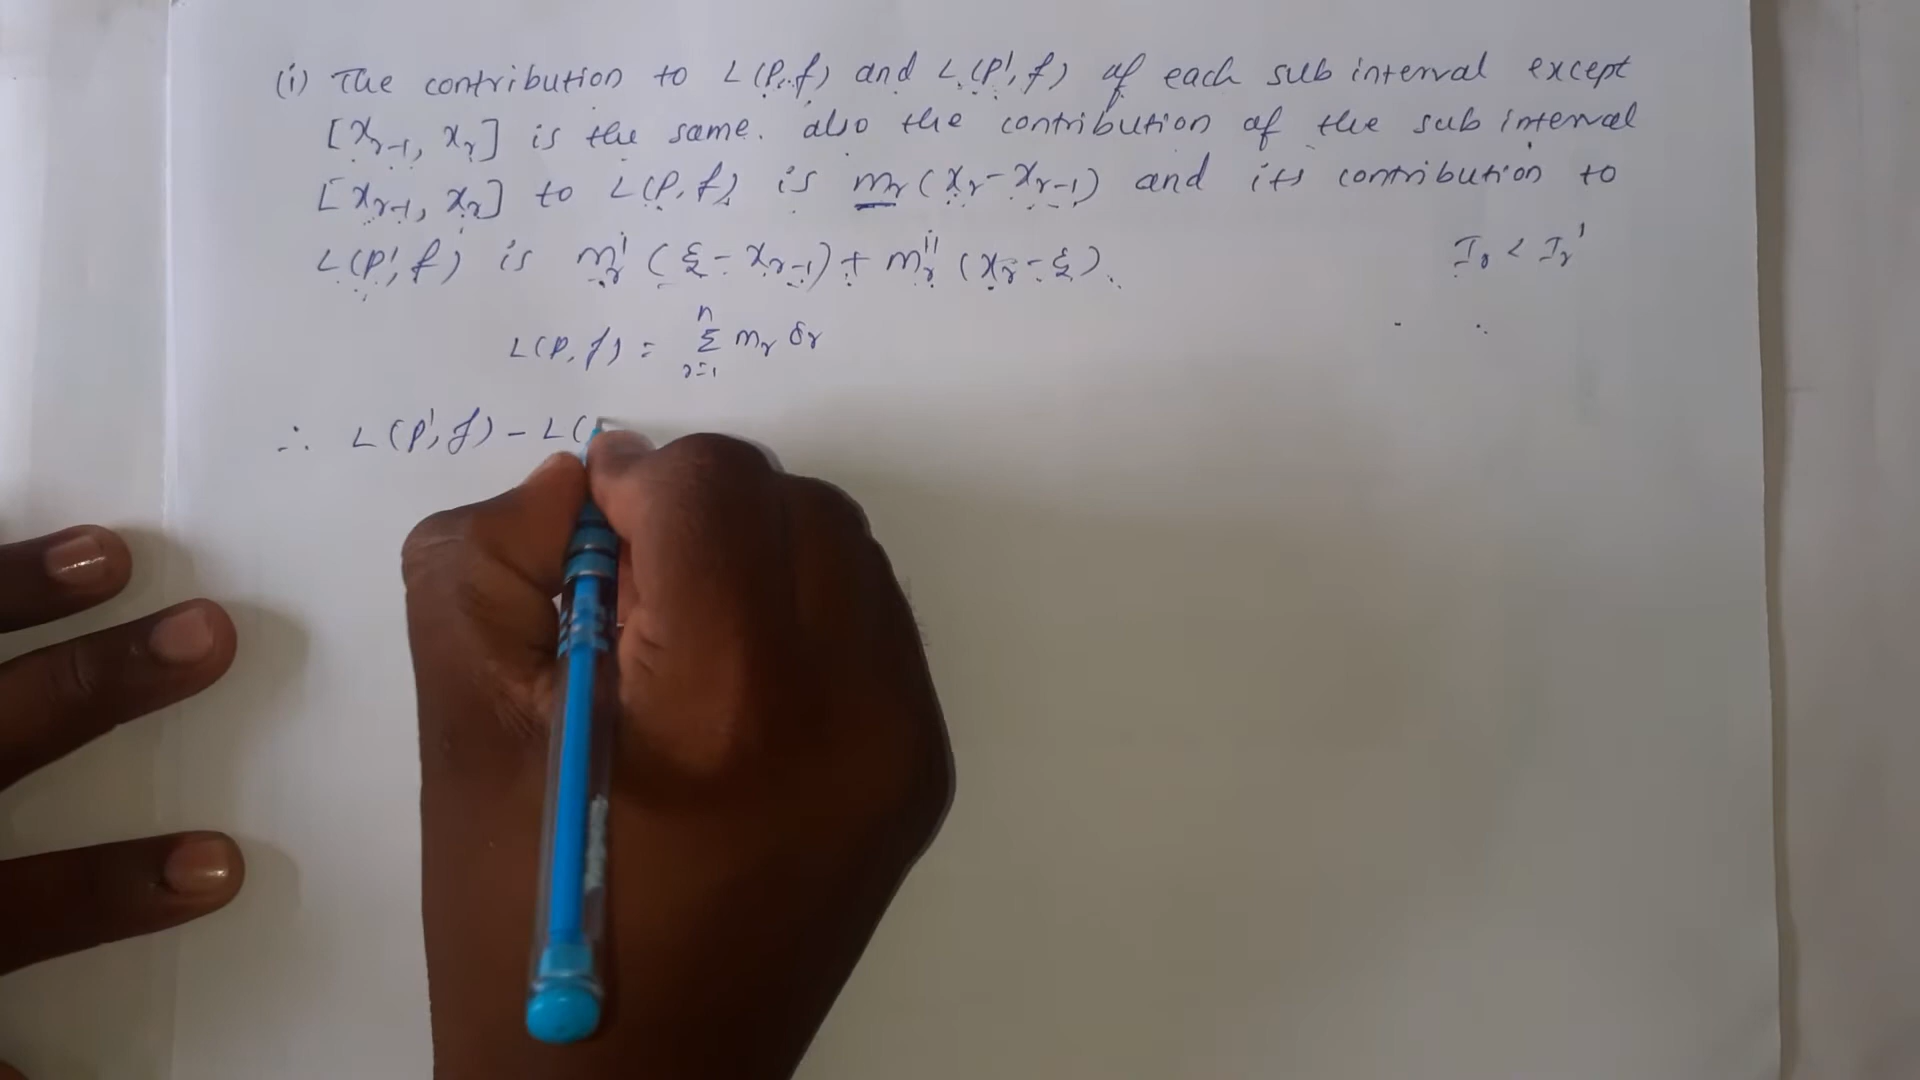 (i) The contribution to L(P, f) and L(P', f) of each sub interval except
[x_{r-1}, x_r] is the same. also the contribution of the sub interval
[x_{r-1}, x_r] to L(P, f) is m_r (x_r - x_{r-1}) and its contribution to
L(P', f) is m_r' (ξ - x_{r-1}) + m_r'' (x_r - ξ).
I_r < I_r'
L(P, f) = Σ_{r=1}^{n} m_r δ_r
∴ L(P', f) - L(